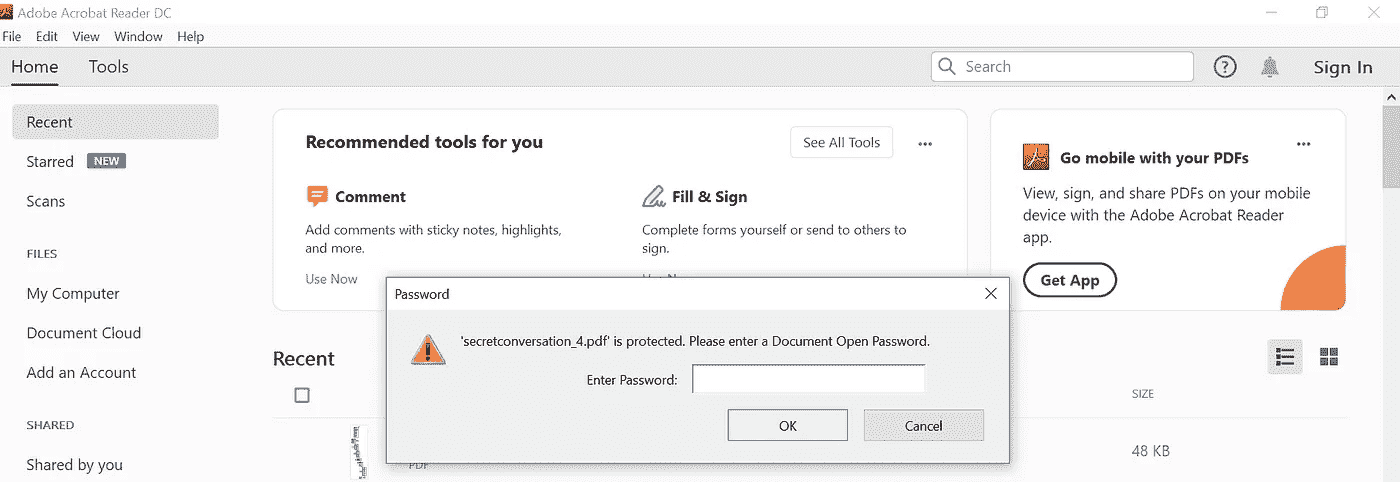 Adobe Acrobat Reader DC
File Edit View Window Help
Home Tools
Search
? Sign In
Recent
Starred NEW
Scans
FILES
My Computer
Document Cloud
Add an Account
SHARED
Shared by you
Recommended tools for you
See All Tools
Comment
Add comments with sticky notes, highlights,
and more.
Use Now
Fill & Sign
Complete forms yourself or send to others to
sign.
Go mobile with your PDFs
View, sign, and share PDFs on your mobile
device with the Adobe Acrobat Reader
app.
Get App
Password
'secretconversation_4.pdf' is protected. Please enter a Document Open Password.
Enter Password:
OK Cancel
Recent
SIZE
PDF
48 KB